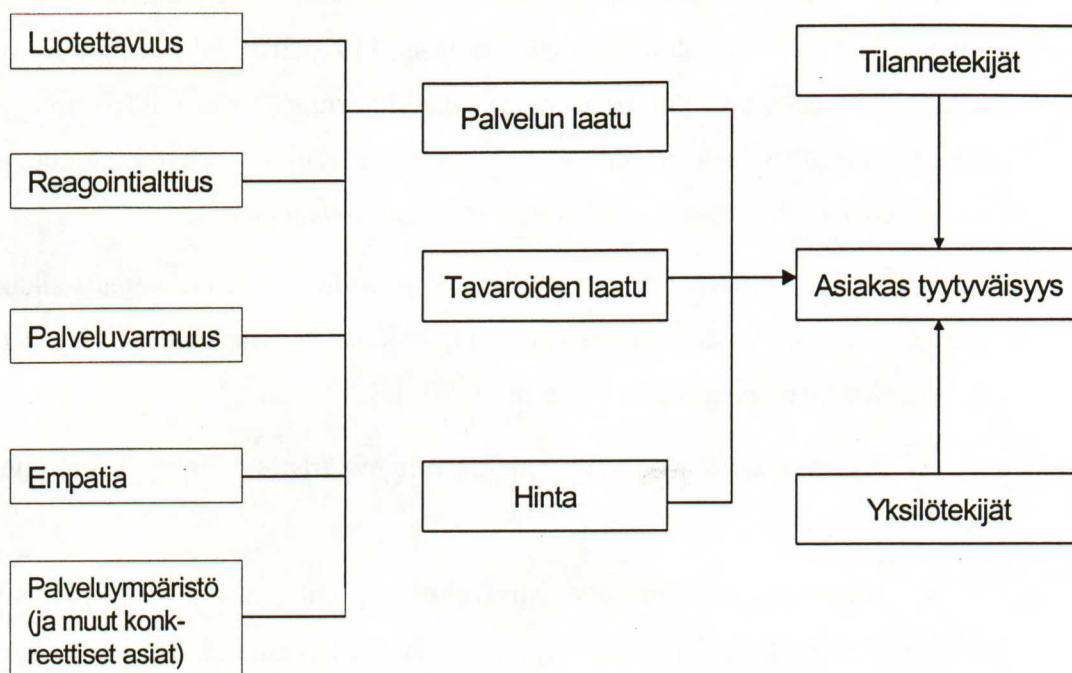 Luotettavuus
Reagointialttius
Palveluvarmuus
Empatia
Palveluympäristö
(ja muut konk-
reettiset asiat)
Palvelun laatu
Tavaroiden laatu
Hinta
Tilannetekijät
Asiakas tyytyväisyys
Yksilötekijät